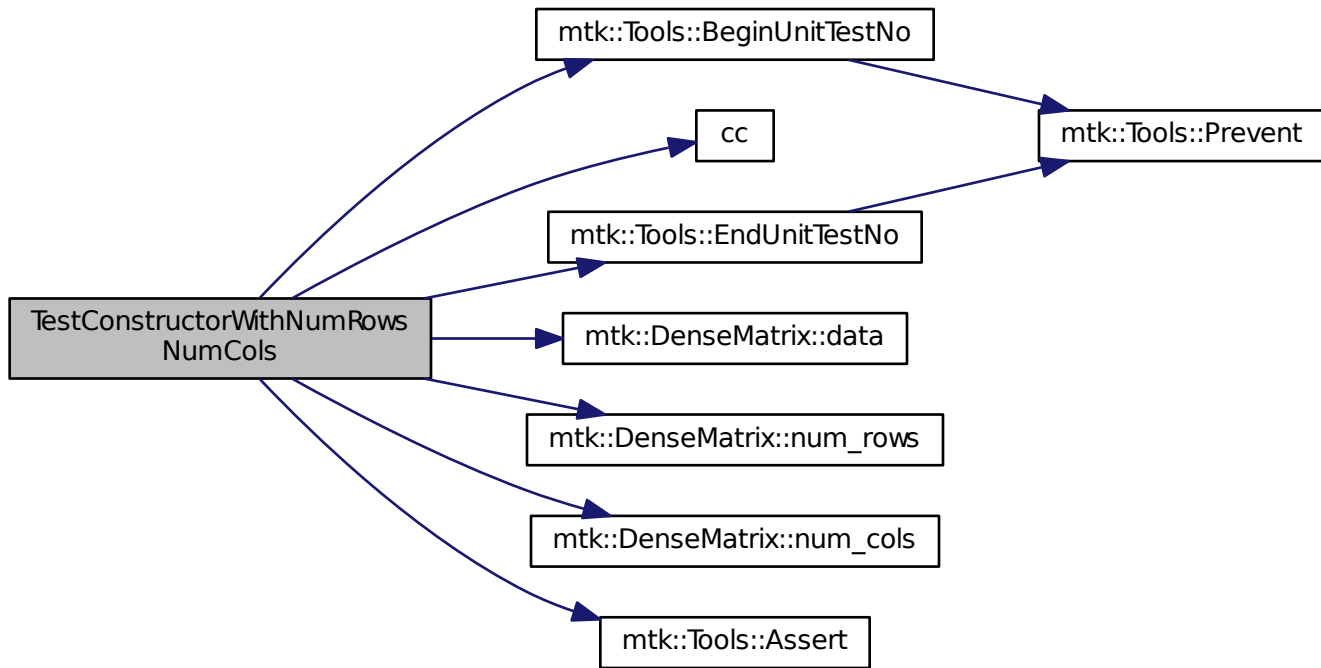 mtk::Tools::BeginUnitTestNo
cc
mtk::Tools::Prevent
mtk::Tools::EndUnitTestNo
TestConstructorWithNumRows
NumCols
mtk::DenseMatrix::data
mtk::DenseMatrix::num_rows
mtk::DenseMatrix::num_cols
mtk::Tools::Assert